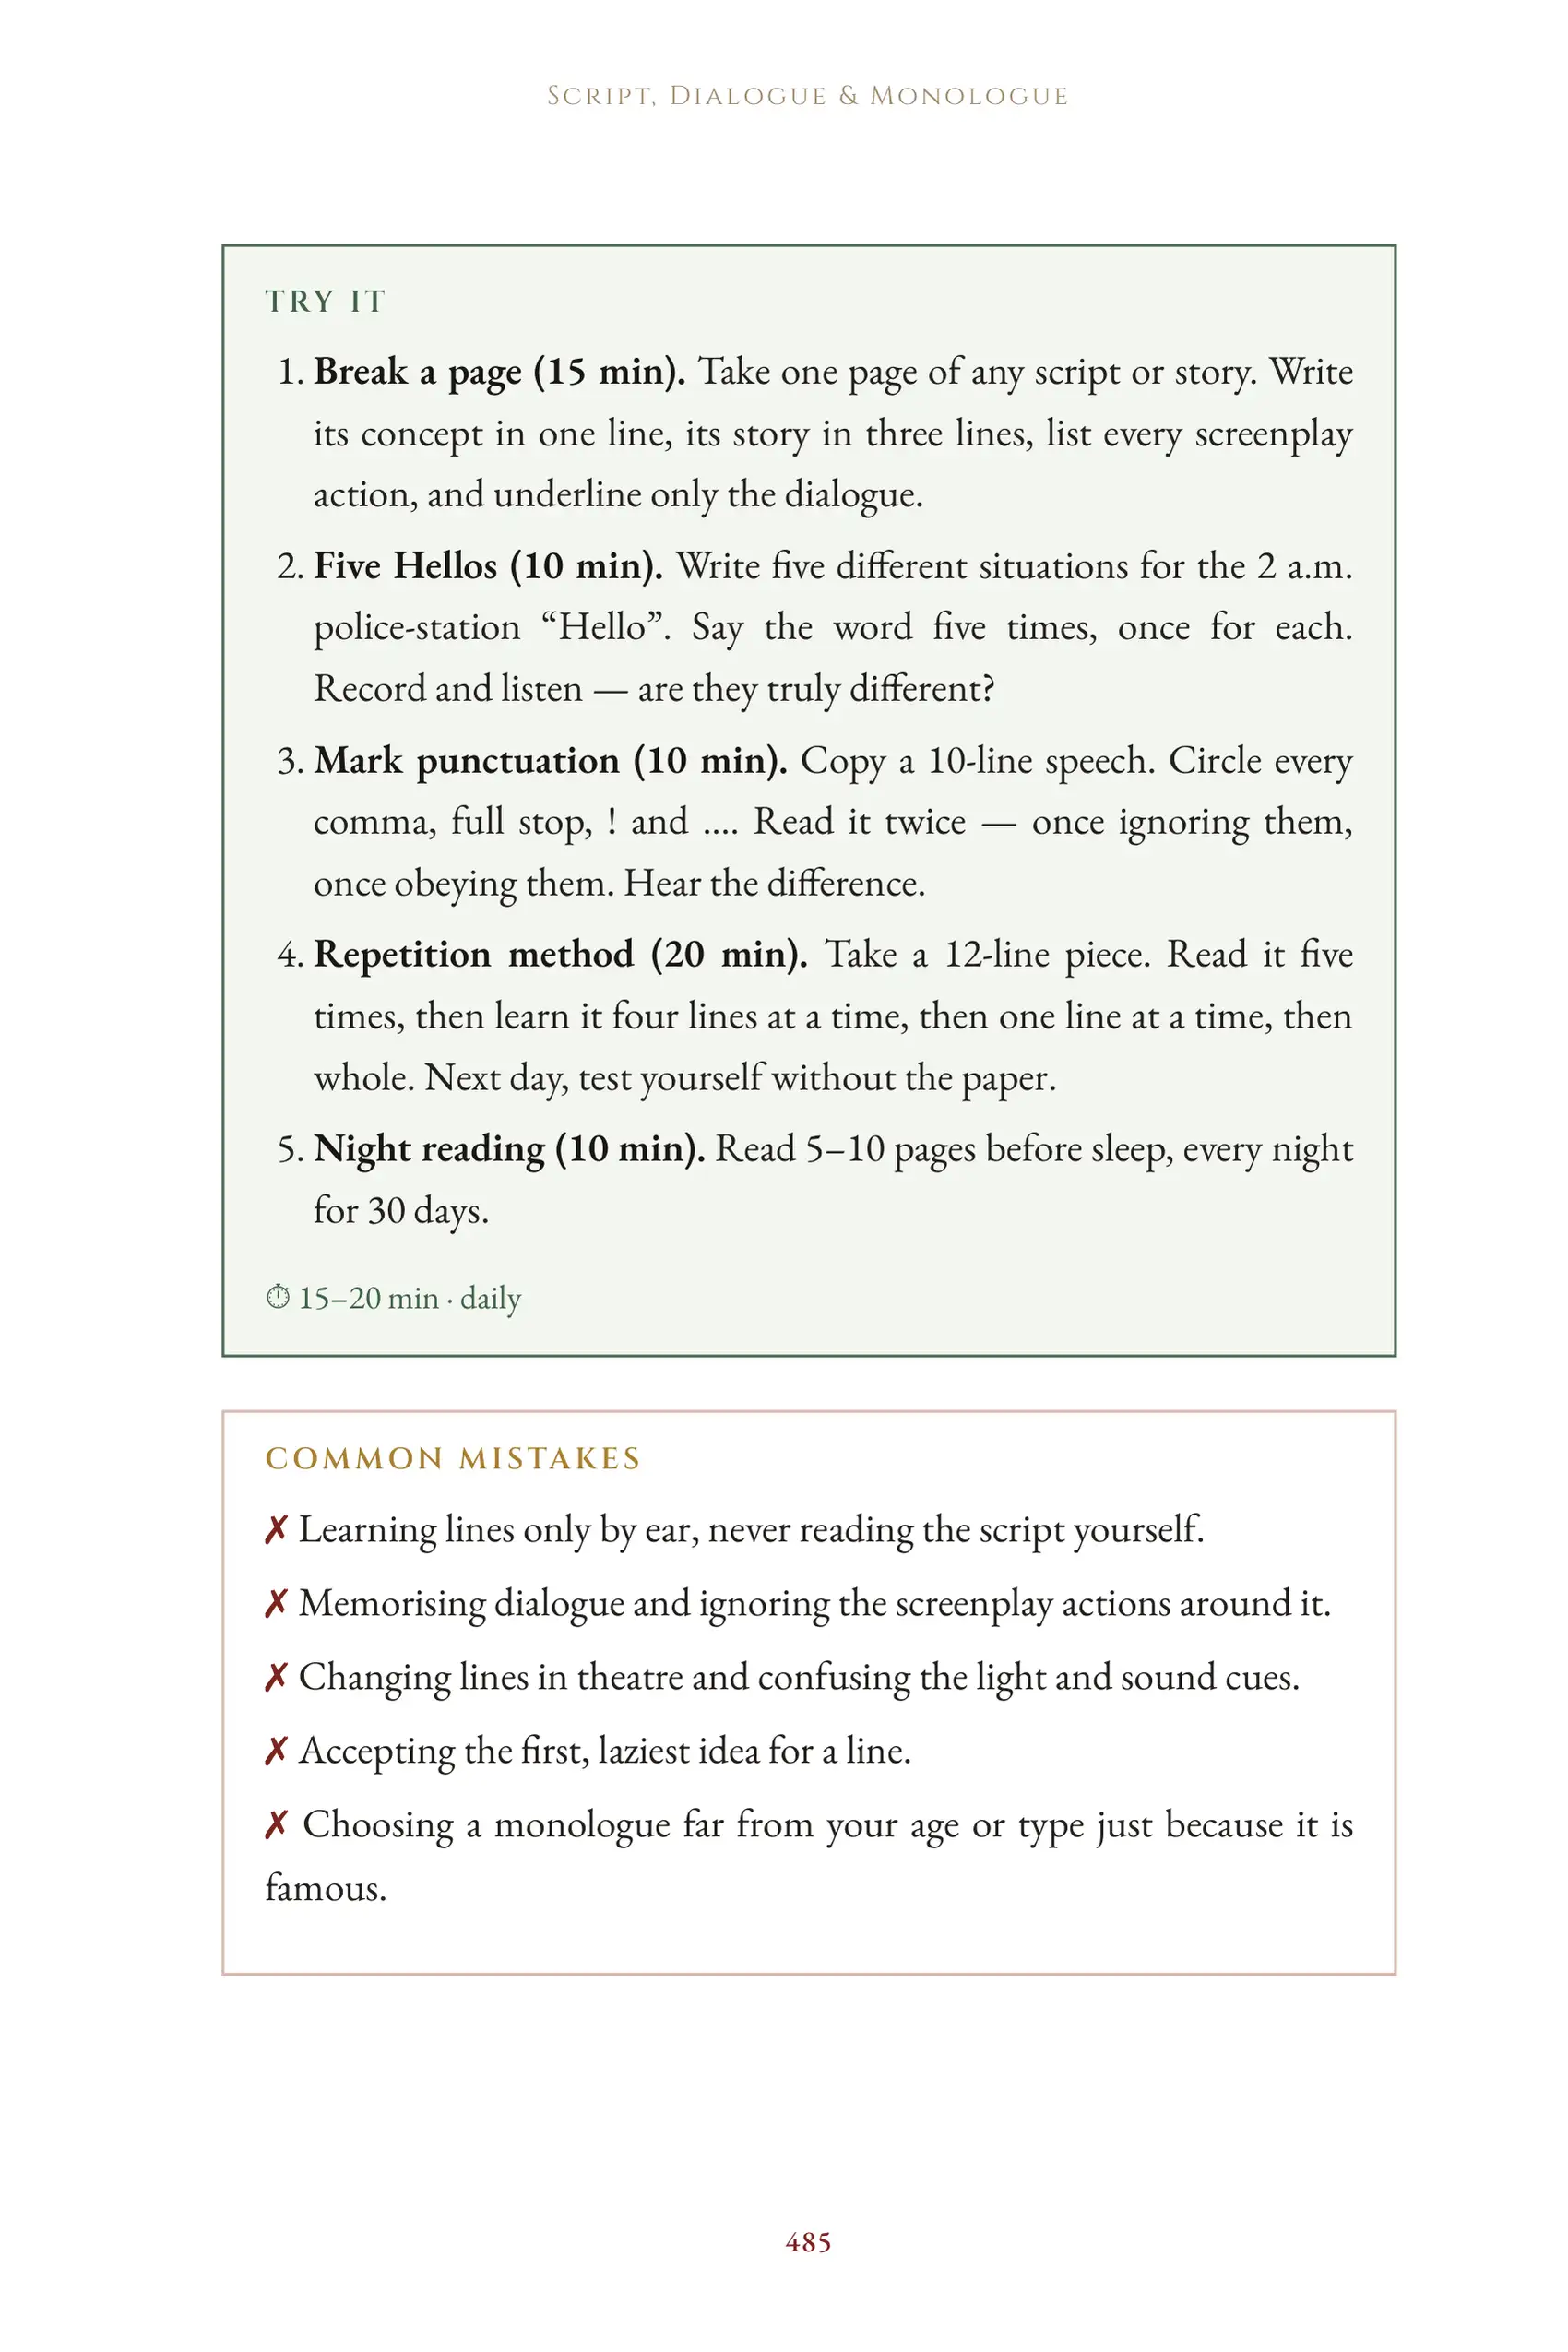 Script, Dialogue & Monologue
TRY IT
1. Break a page (15 min). Take one page of any script or story. Write
its concept in one line, its story in three lines, list every screenplay
action, and underline only the dialogue.
2. Five Hellos (10 min). Write five different situations for the 2 a.m.
police-station “Hello”. Say the word five times, once for each.
Record and listen — are they truly different?
3. Mark punctuation (10 min). Copy a 10-line speech. Circle every
comma, full stop, ! and .... Read it twice — once ignoring them,
once obeying them. Hear the difference.
4. Repetition method (20 min). Take a 12-line piece. Read it five
times, then learn it four lines at a time, then one line at a time, then
whole. Next day, test yourself without the paper.
5. Night reading (10 min). Read 5–10 pages before sleep, every night
for 30 days.
⏱ 15–20 min · daily
COMMON MISTAKES
✗ Learning lines only by ear, never reading the script yourself.
✗ Memorising dialogue and ignoring the screenplay actions around it.
✗ Changing lines in theatre and confusing the light and sound cues.
✗ Accepting the first, laziest idea for a line.
✗ Choosing a monologue far from your age or type just because it is
famous.
485